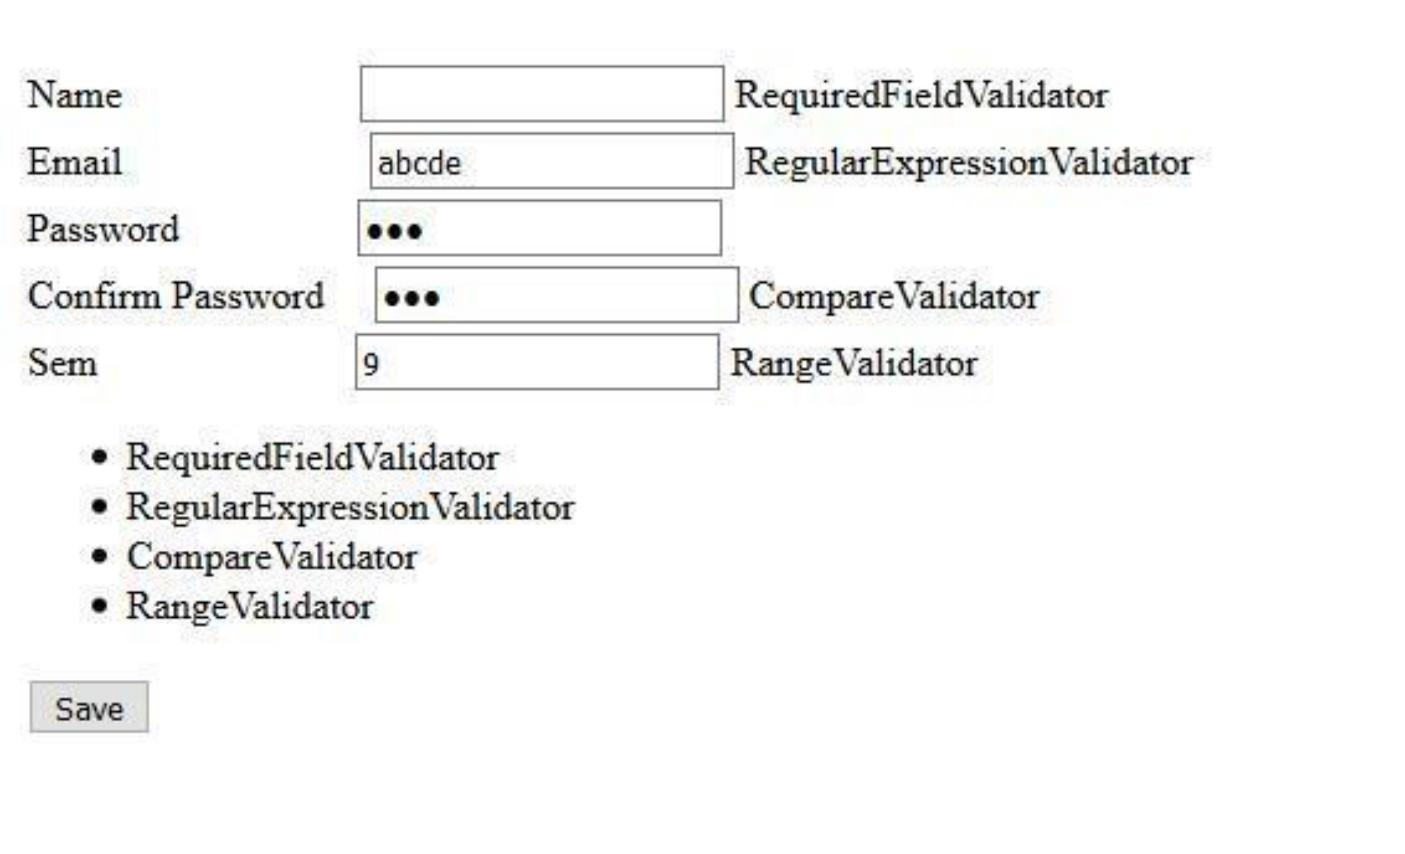 Name RequiredFieldValidator
Email abcde RegularExpressionValidator
Password •••
Confirm Password ••• CompareValidator
Sem 9 RangeValidator
• RequiredFieldValidator
• RegularExpressionValidator
• CompareValidator
• RangeValidator
Save